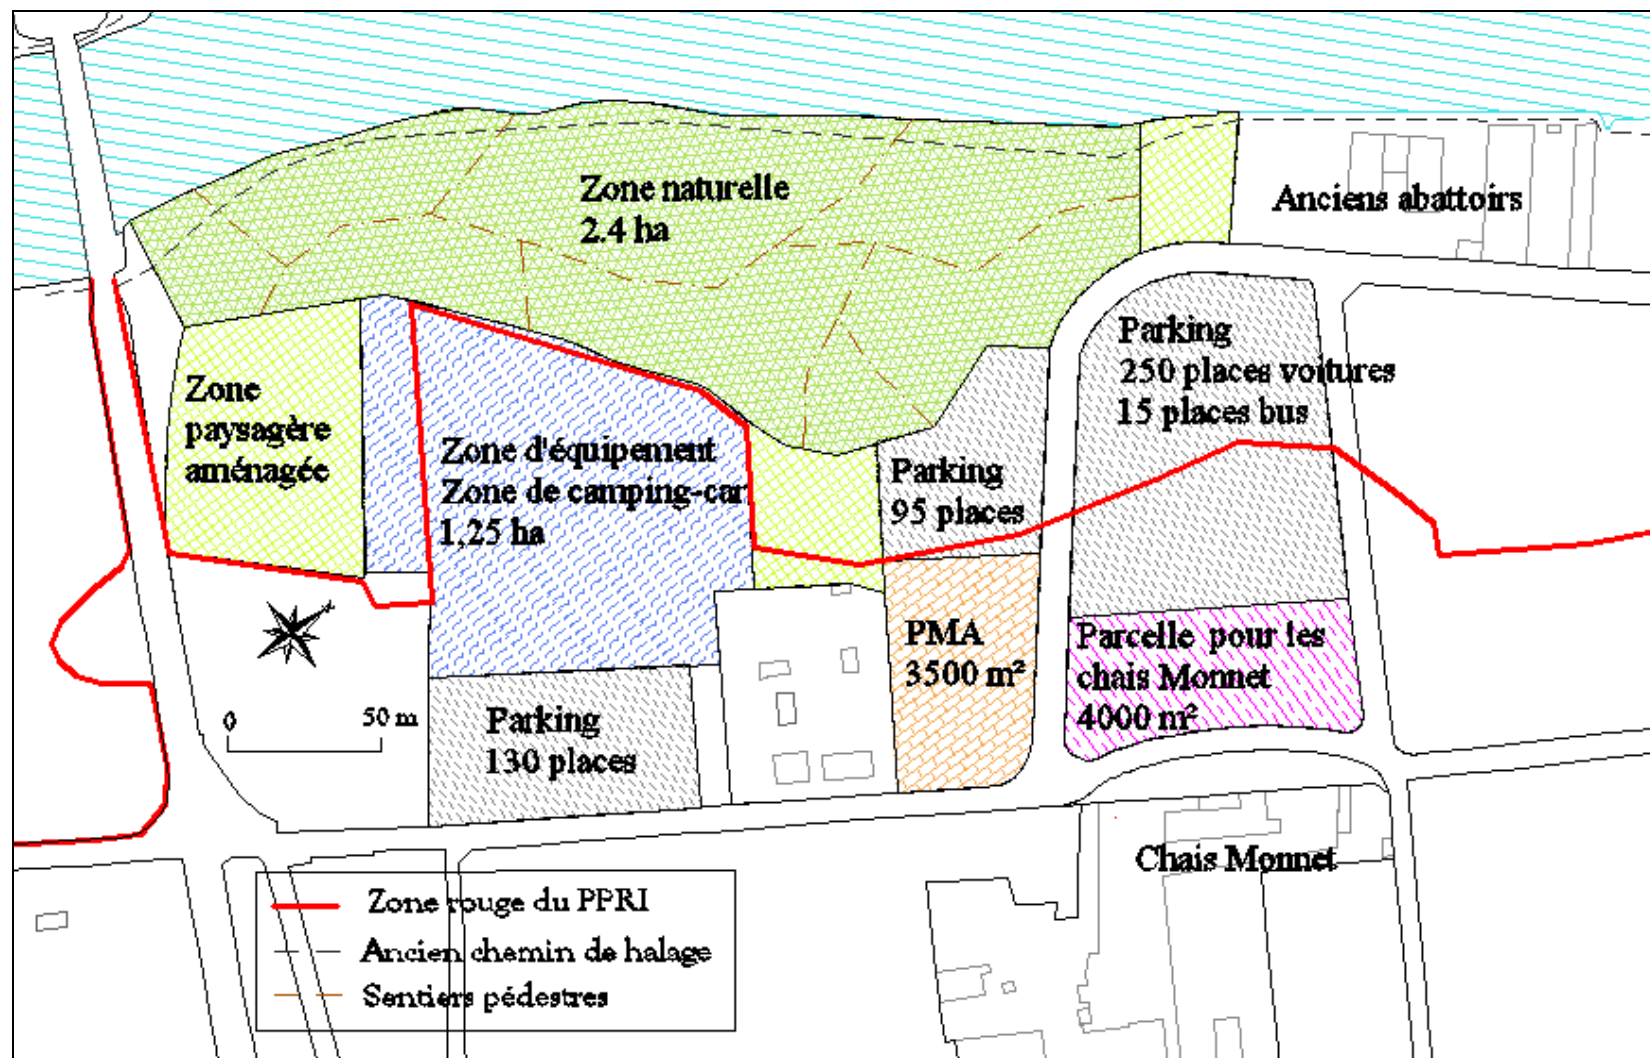 Zone naturelle
2.4 ha
Anciens abattoirs
Zone
paysagère
aménagée
Zone d'équipement
Zone de camping-car
1,25 ha
Parking
95 places
Parking
250 places voitures
15 places bus
PMA
3500 m²
Parcelle pour les
chais Monnet
4000 m²
Parking
130 places
0 50 m
Chais Monnet
Zone rouge du PPRI
Ancien chemin de halage
Sentiers pédestres